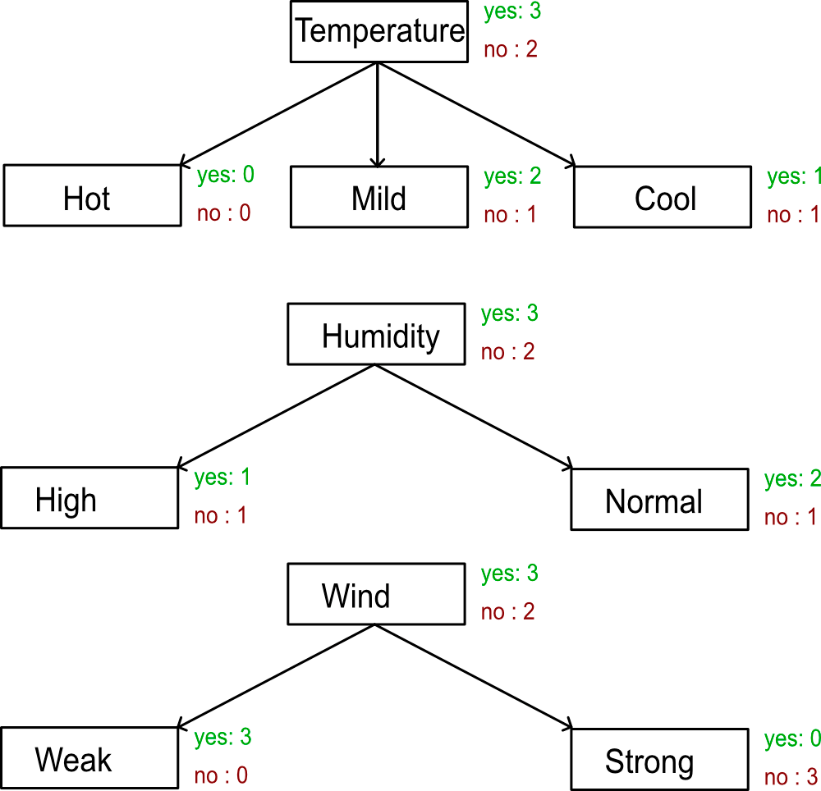 Temperature
yes: 3
no : 2
Hot
yes: 0
no : 0
Mild
yes: 2
no : 1
Cool
yes: 1
no : 1
Humidity
yes: 3
no : 2
High
yes: 1
no : 1
Normal
yes: 2
no : 1
Wind
yes: 3
no : 2
Weak
yes: 3
no : 0
Strong
yes: 0
no : 3